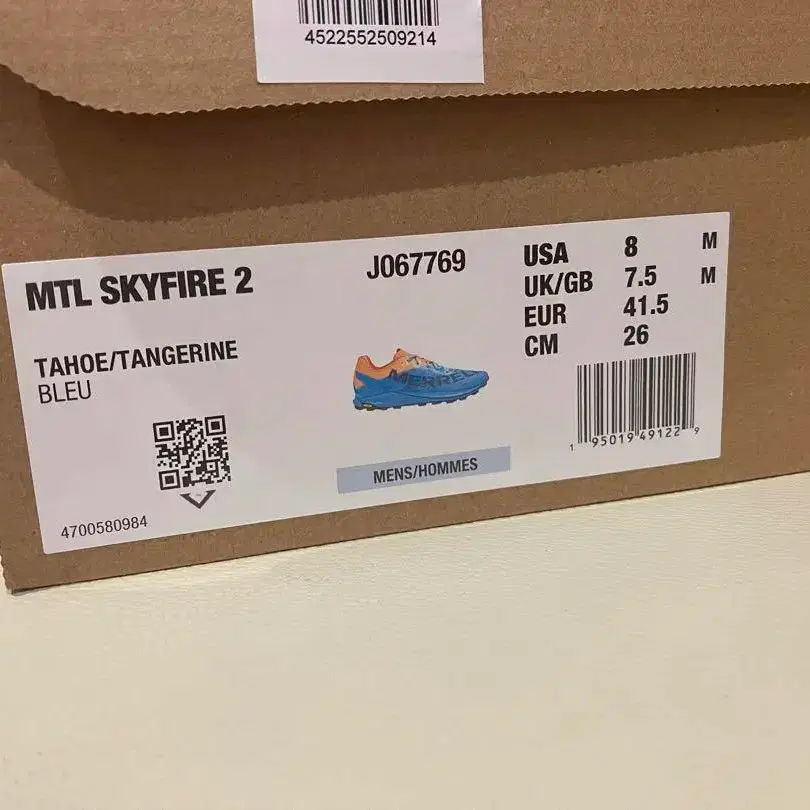 4522552509214
MTL SKYFIRE 2
J067769
USA 8 M
UK/GB 7.5 M
EUR 41.5
CM 26
TAHOE/TANGERINE
BLEU
MERRELL
MENS/HOMMES
1 95019 49122 9
4700580984